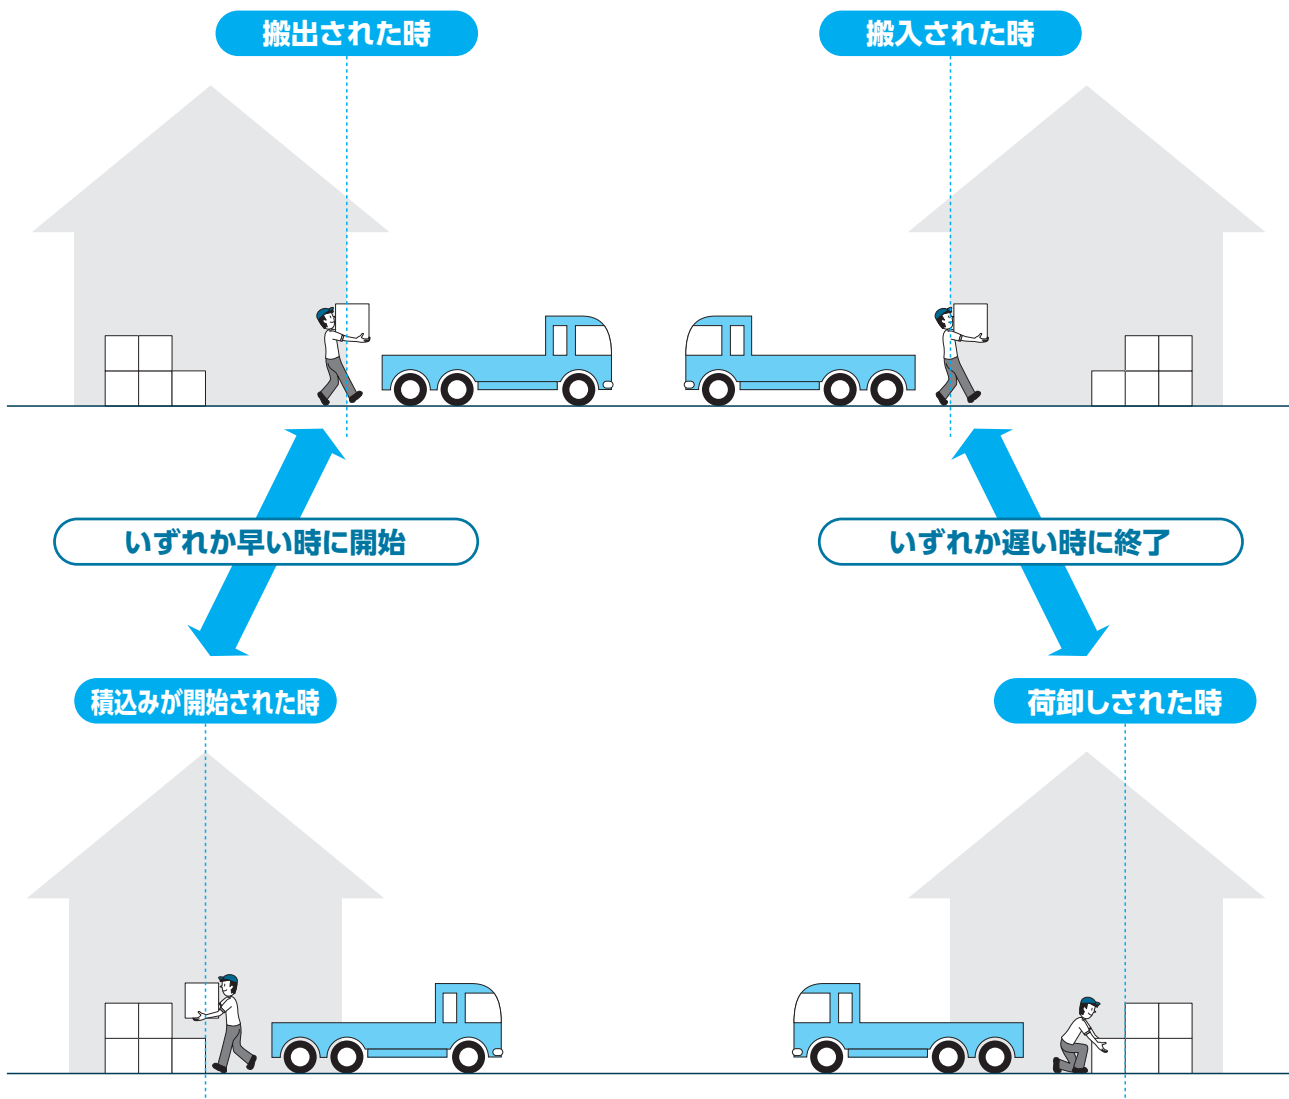 搬出された時
搬入された時
いずれか早い時に開始
いずれか遅い時に終了
積込みが開始された時
荷卸しされた時